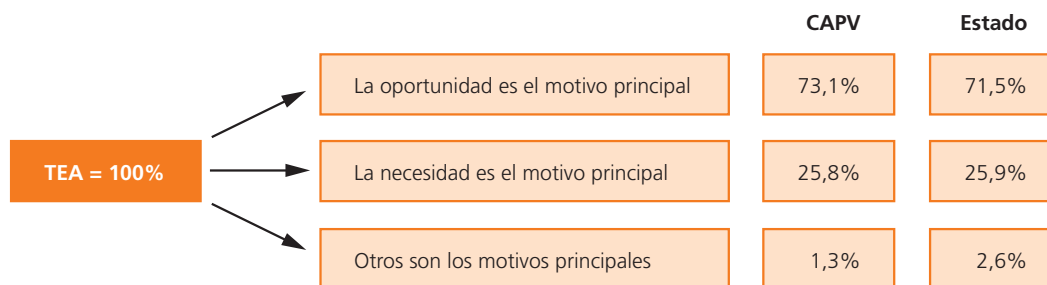 CAPV Estado
La oportunidad es el motivo principal 73,1% 71,5%
TEA = 100% La necesidad es el motivo principal 25,8% 25,9%
Otros son los motivos principales 1,3% 2,6%